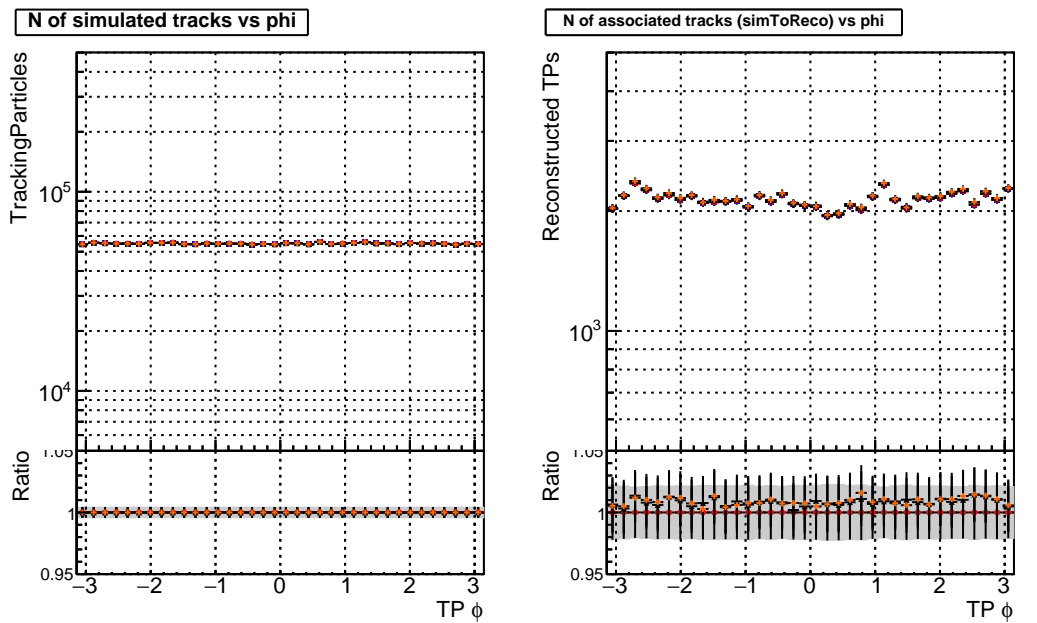 N of simulated tracks vs phi
TrackingParticles
10^5
10^4
1.05
Ratio
1
0.95
−3 −2 −1 0 1 2 3
TP ϕ
N of associated tracks (simToReco) vs phi
Reconstructed TPs
10^3
1.05
Ratio
1
0.95
−3 −2 −1 0 1 2 3
TP ϕ